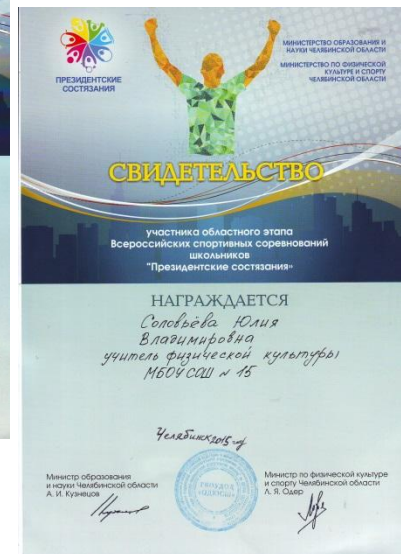 ПРЕЗИДЕНТСКИЕ
СОСТЯЗАНИЯ
МИНИСТЕРСТВО ОБРАЗОВАНИЯ И
НАУКИ ЧЕЛЯБИНСКОЙ ОБЛАСТИ
МИНИСТЕРСТВО ПО ФИЗИЧЕСКОЙ
КУЛЬТУРЕ И СПОРТУ
ЧЕЛЯБИНСКОЙ ОБЛАСТИ
СВИДЕТЕЛЬСТВО
участника областного этапа
Всероссийских спортивных соревнований
школьников
"Президентские состязания"
НАГРАЖДАЕТСЯ
Соловьёва Юлия
Владимировна
учитель физической культуры
МБОУ СОШ № 15
Челябинск 2015 год
Министр образования
и науки Челябинской области
А. И. Кузнецов
Министр по физической культуре
и спорту Челябинской области
Л. Я. Одер